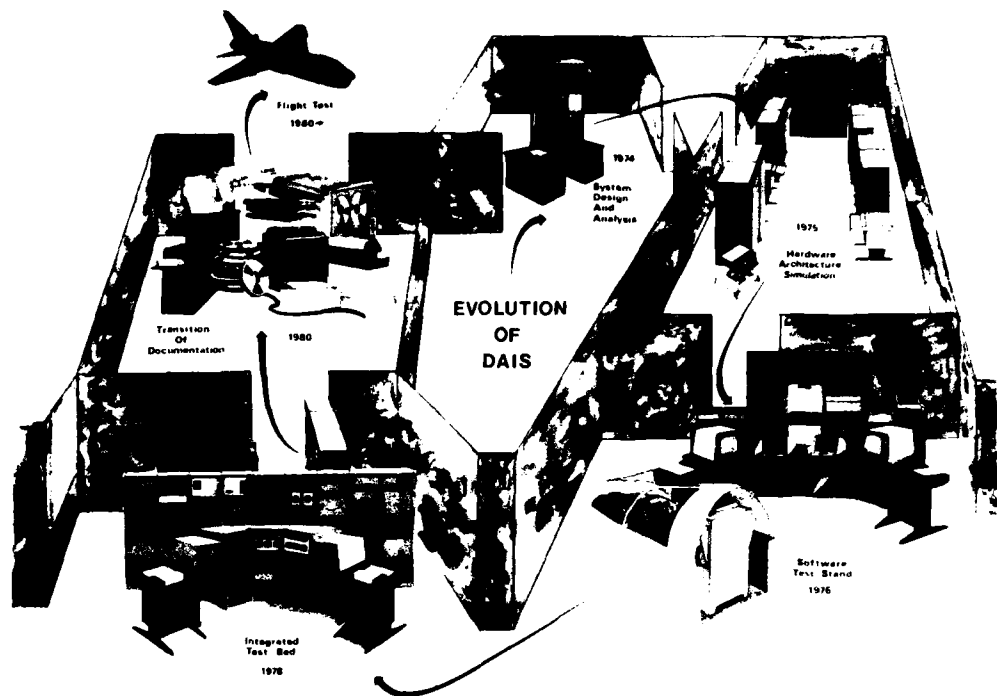 Flight Test
1980→
1974
System
Design
And
Analysis
1975
Hardware
Architecture
Simulation
EVOLUTION
OF
DAIS
Transition
Of
Documentation
1980
Software
Test Stand
1976
Integrated
Test Bed
1978